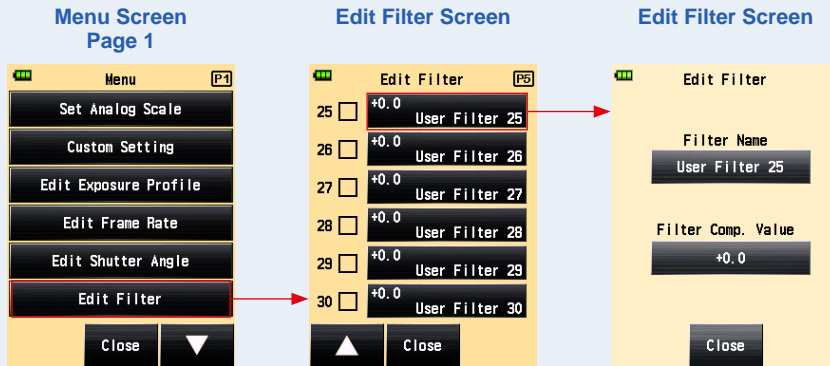 Menu Screen
Page 1
Menu
P1
Set Analog Scale
Custom Setting
Edit Exposure Profile
Edit Frame Rate
Edit Shutter Angle
Edit Filter
Close
Edit Filter Screen
Edit Filter
P5
25 +0.0 User Filter 25
26 +0.0 User Filter 26
27 +0.0 User Filter 27
28 +0.0 User Filter 28
29 +0.0 User Filter 29
30 +0.0 User Filter 30
Close
Edit Filter Screen
Edit Filter
Filter Name
User Filter 25
Filter Comp. Value
+0.0
Close